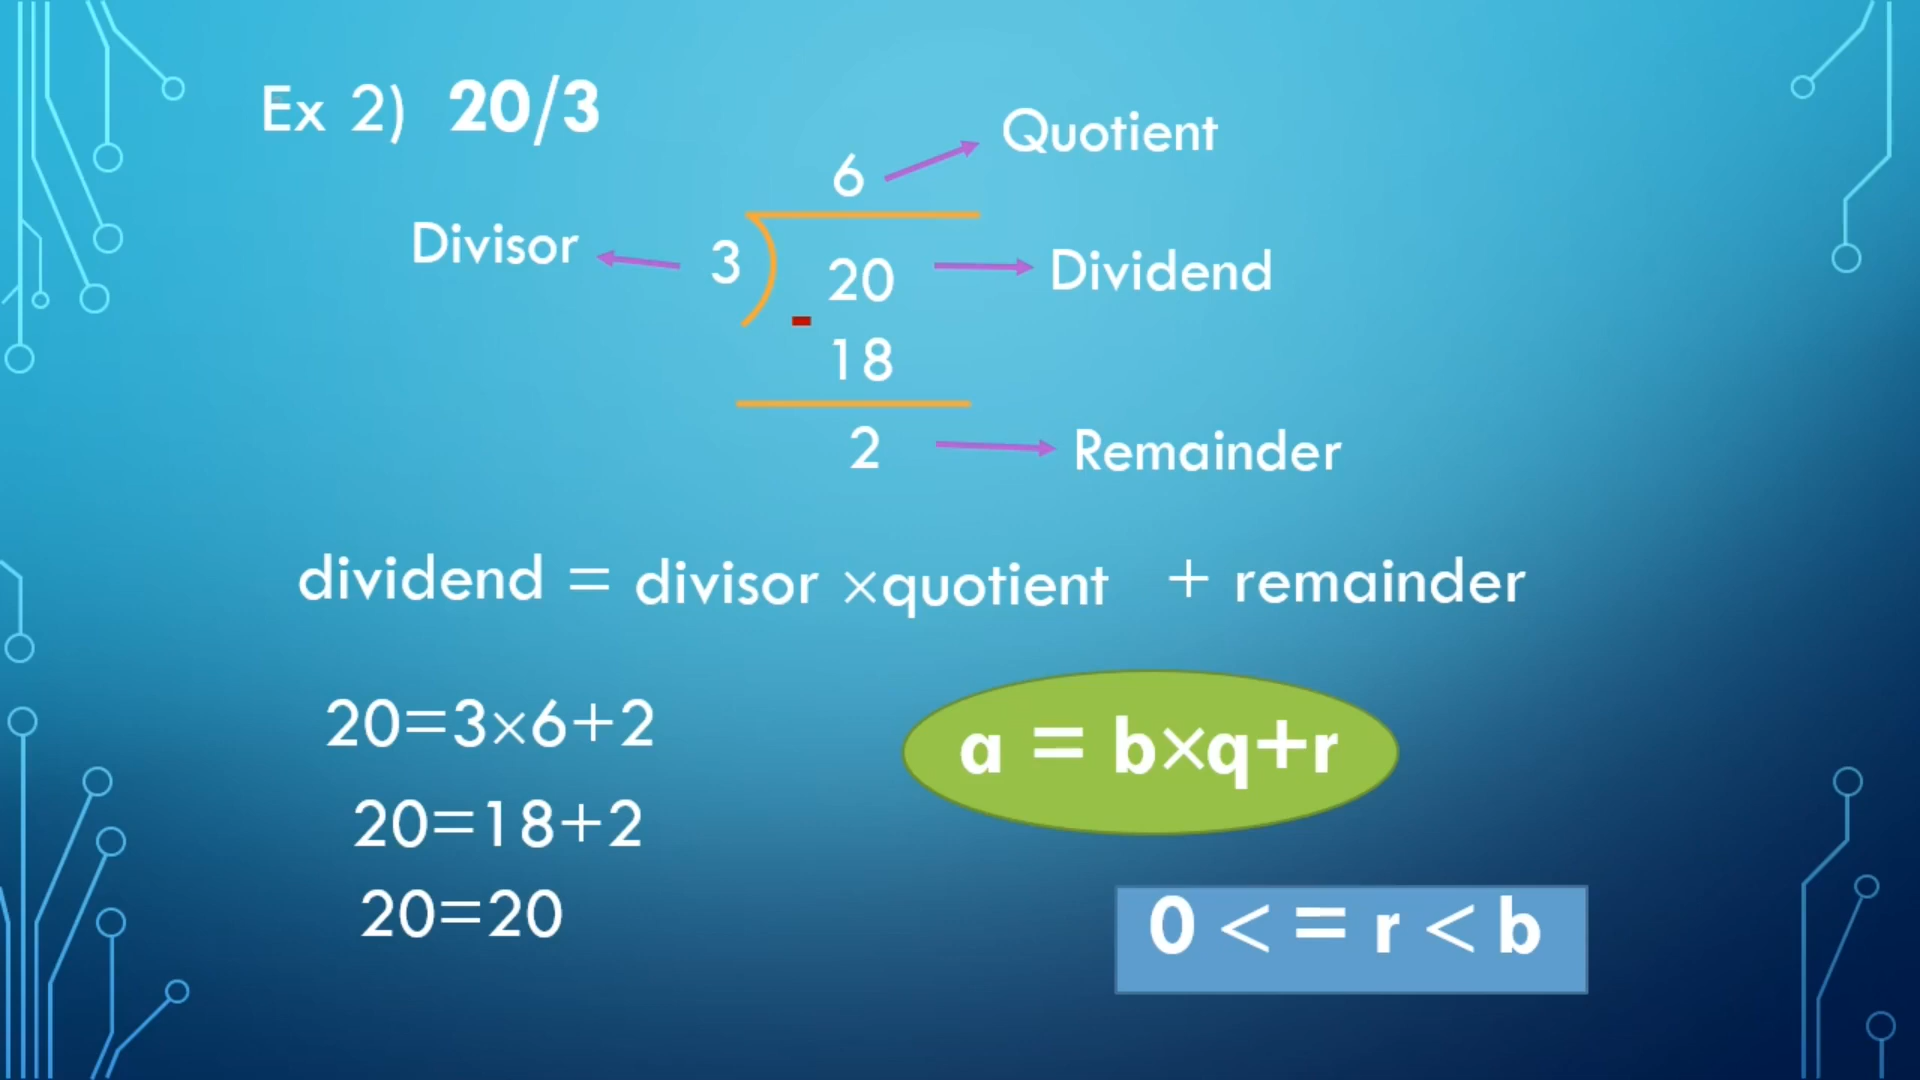 Ex 2) 20/3
6 Quotient
Divisor 3 20 Dividend
-
18
2 Remainder
dividend = divisor ×quotient + remainder
20=3×6+2
a = b×q+r
20=18+2
20=20
0 < = r < b